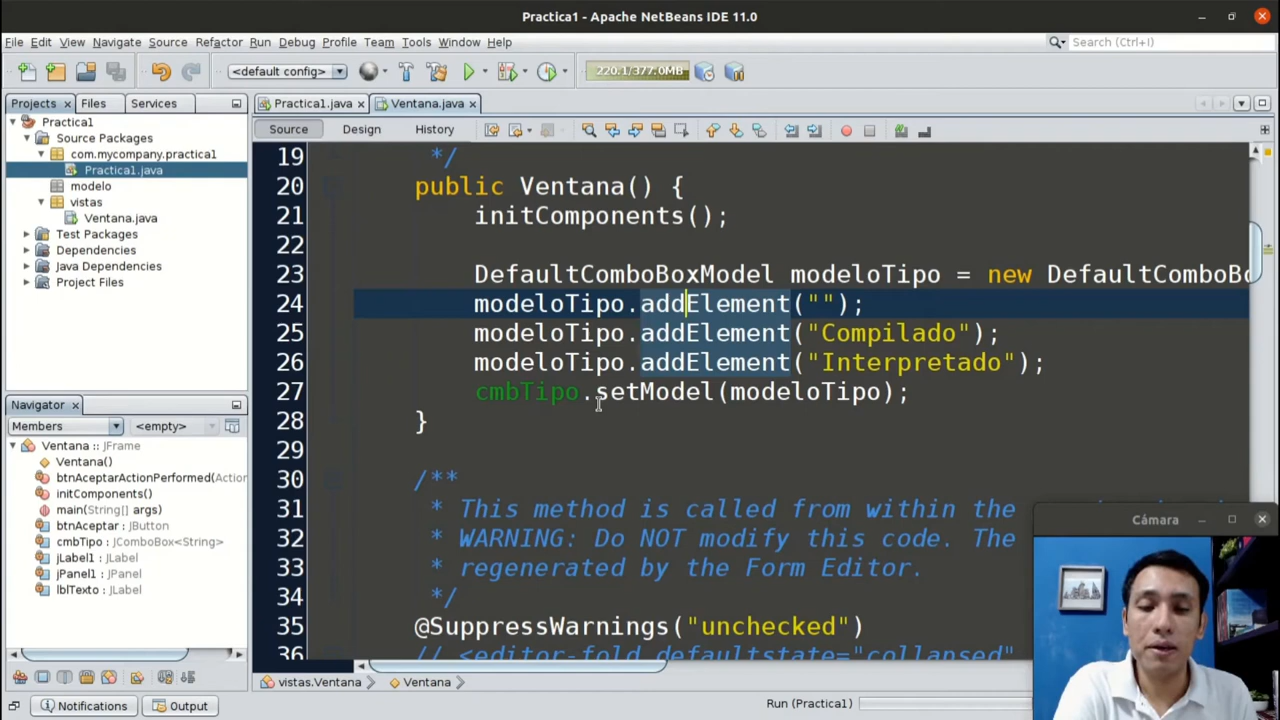 Practica1 - Apache NetBeans IDE 11.0
File Edit View Navigate Source Refactor Run Debug Profile Team Tools Window Help
Search (Ctrl+I)
<default config>
220.1/377.0MB
Projects
Files
Services
Practica1
Source Packages
com.mycompany.practica1
Practica1.java
modelo
vistas
Ventana.java
Test Packages
Dependencies
Java Dependencies
Project Files
Navigator
Members
<empty>
Ventana :: JFrame
Ventana()
btnAceptarActionPerformed(Action
initComponents()
main(String[] args)
btnAceptar : JButton
cmbTipo : JComboBox<String>
jLabel1 : JLabel
jPanel1 : JPanel
lblTexto : JLabel
Practica1.java
Ventana.java
Source
Design
History
19 */
20 public Ventana() {
21 initComponents();
22
23 DefaultComboBoxModel modeloTipo = new DefaultComboBo
24 modeloTipo.addElement("");
25 modeloTipo.addElement("Compilado");
26 modeloTipo.addElement("Interpretado");
27 cmbTipo.setModel(modeloTipo);
28 }
29
30 /**
31 * This method is called from within the
32 * WARNING: Do NOT modify this code. The
33 * regenerated by the Form Editor.
34 */
35 @SuppressWarnings("unchecked")
36 // <editor-fold defaultstate="collapsed"
vistas.Ventana
Ventana
Cámara
Notifications
Output
Run (Practica1)